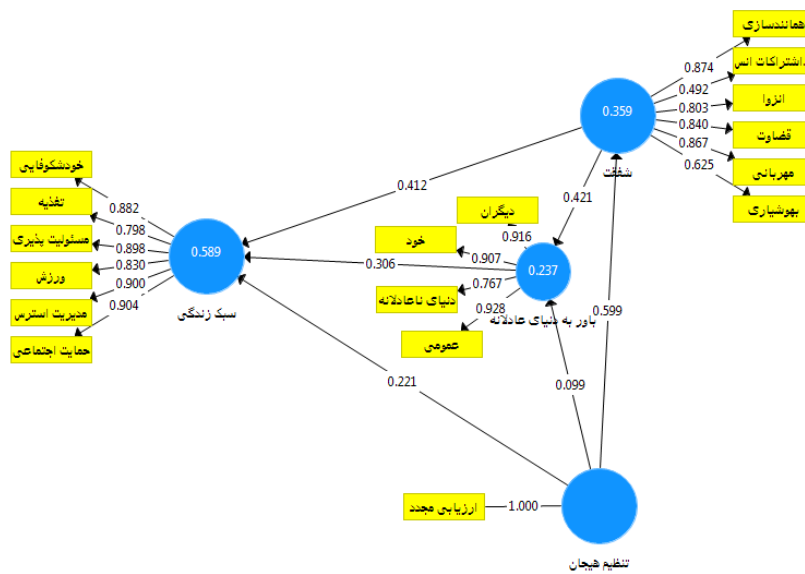 همانندسازی
اشتراکات انس
انزوا
قضاوت
مهربانی
بهوشیاری
0.874
0.492
0.803
0.840
0.867
0.625
0.359
شفقت
خودشکوفایی
تغذیه
مسئولیت پذیری
ورزش
مدیریت استرس
حمایت اجتماعی
0.882
0.798
0.898
0.830
0.900
0.904
0.589
سبک زندگی
0.412
0.421
0.306
دیگران
خود
دنیای ناعادلانه
عمومی
0.916
0.907
0.767
0.928
0.237
باور به دنیای عادلانه
0.599
0.099
0.221
ارزیابی مجدد
1.000
تنظیم هیجان